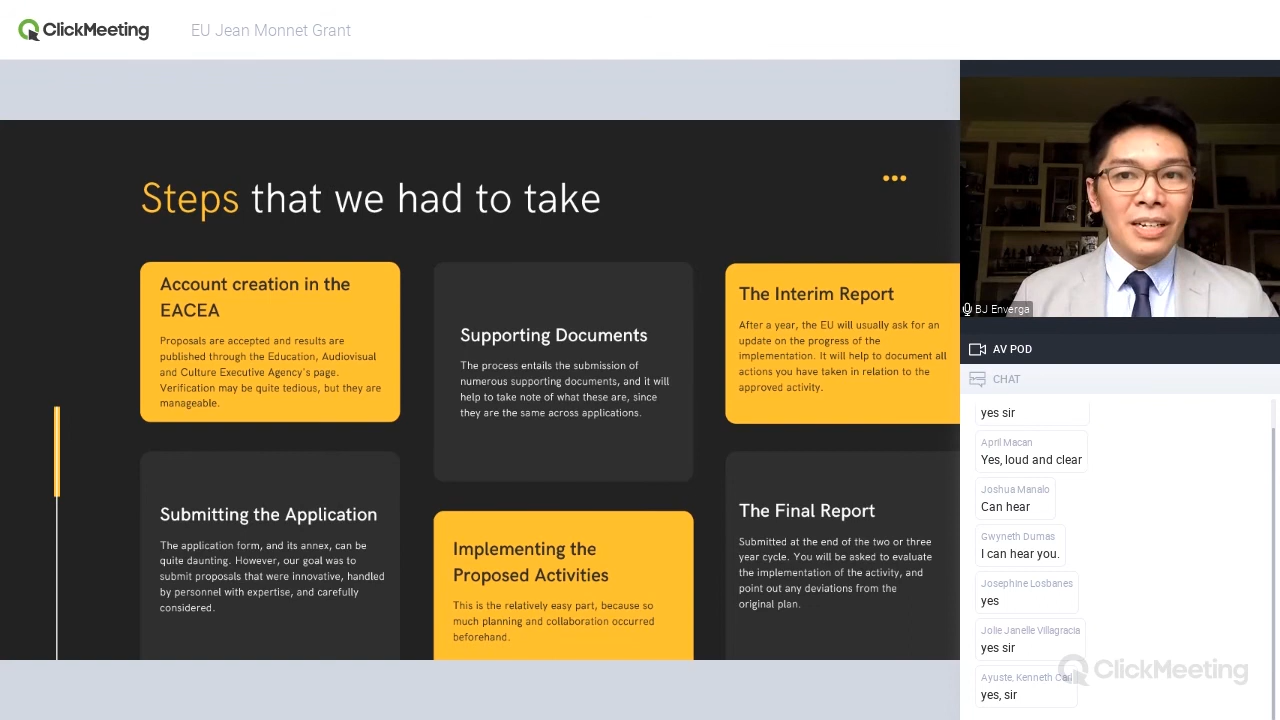 ClickMeeting
EU Jean Monnet Grant
Steps that we had to take
Account creation in the
EACEA
Proposals are accepted and results are
published through the Education, Audiovisual
and Culture Executive Agency's page.
Verification may be quite tedious, but they are
manageable.
Supporting Documents
The process entails the submission of
numerous supporting documents, and it will
help to take note of what these are, since
they are the same across applications.
The Interim Report
After a year, the EU will usually ask for an
update on the progress of the
implementation. It will help to document all
actions you have taken in relation to the
approved activity.
Submitting the Application
The application form, and its annex, can be
quite daunting. However, our goal was to
submit proposals that were innovative, handled
by personnel with expertise, and carefully
considered.
Implementing the
Proposed Activities
This is the relatively easy part, because so
much planning and collaboration occurred
beforehand.
The Final Report
Submitted at the end of the two or three
year cycle. You will be asked to evaluate
the implementation of the activity, and
point out any deviations from the
original plan.
BJ Enverga
AV POD
CHAT
yes sir
April Macan
Yes, loud and clear
Joshua Manalo
Can hear
Gwyneth Dumas
I can hear you.
Josephine Losbanes
yes
Jolie Janelle Villagracia
yes sir
Ayuste, Kenneth Carl
yes, sir
ClickMeeting